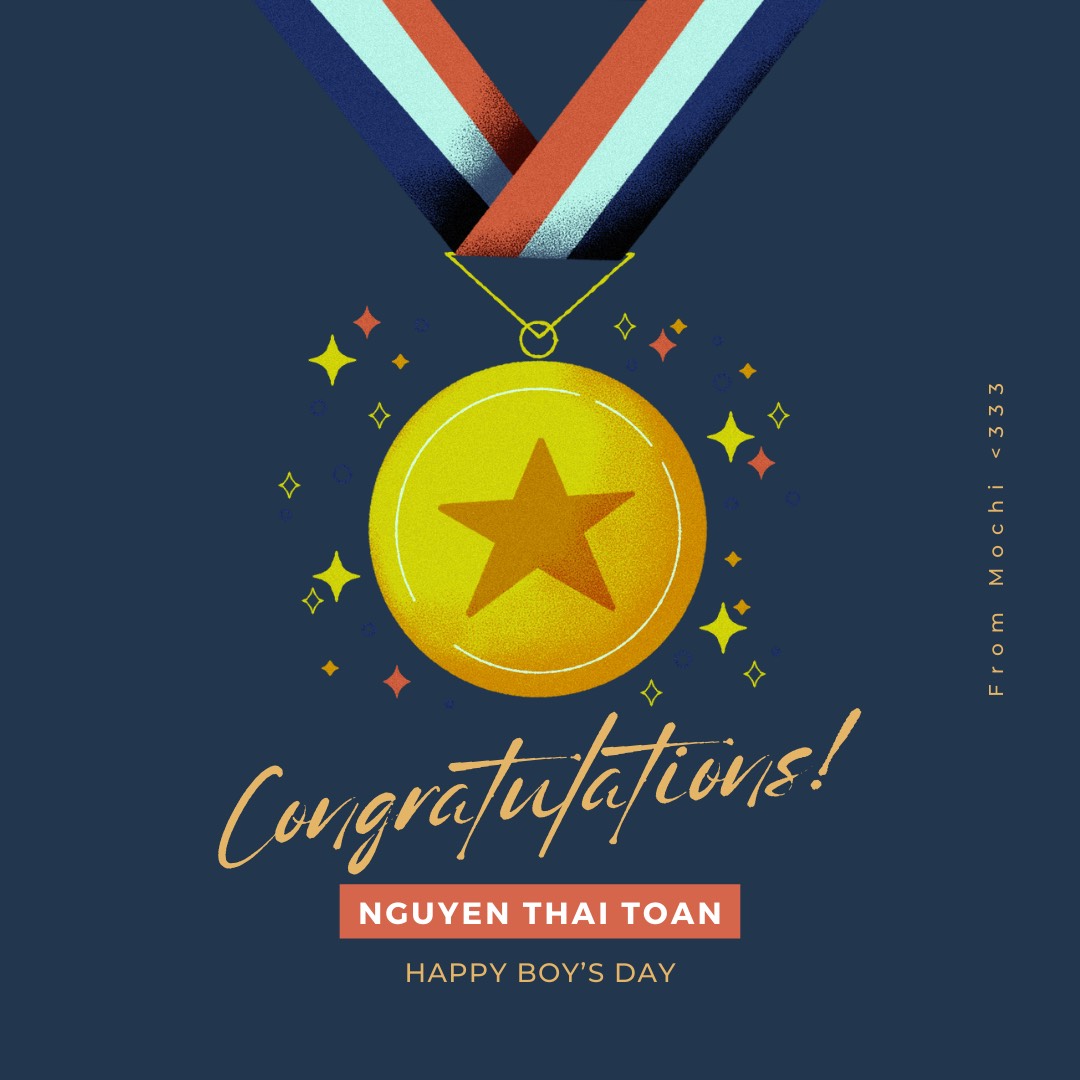 From Mochi <333
Congratulations!
NGUYEN THAI TOAN
HAPPY BOY’S DAY